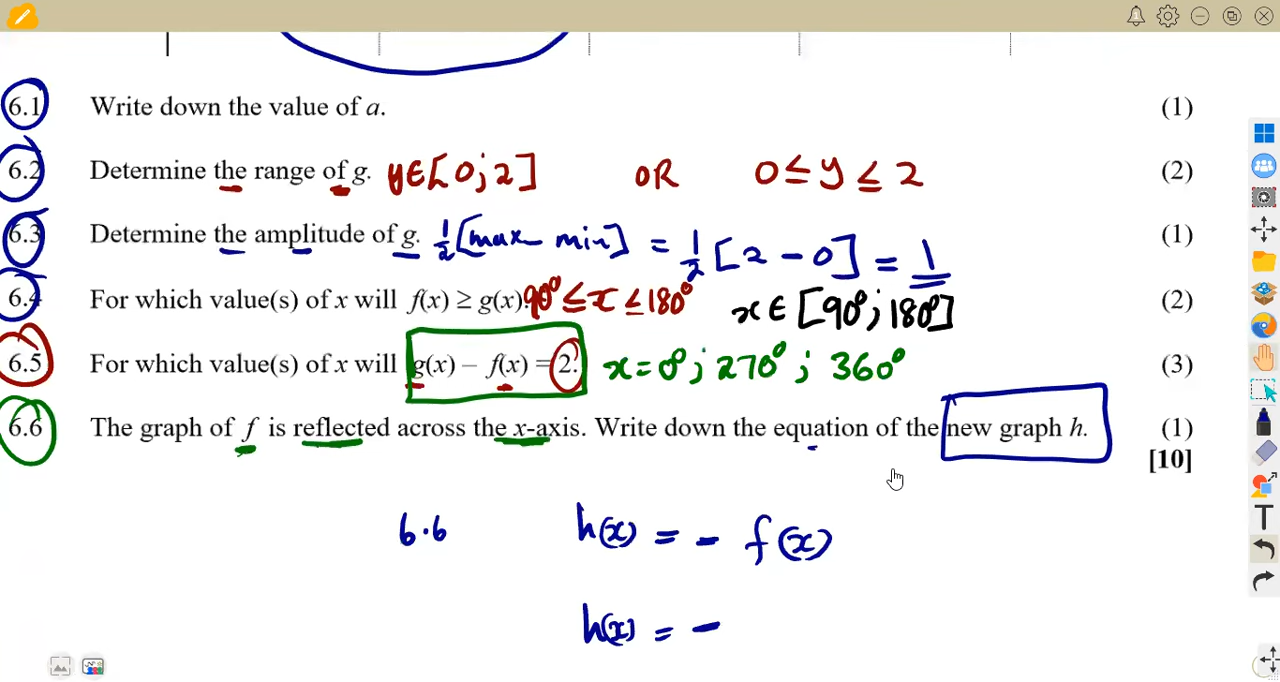 6.1 Write down the value of a. (1)
6.2 Determine the range of g. y∈[0;2] OR 0≤y≤2 (2)
6.3 Determine the amplitude of g. 1/2[max-min] = 1/2[2-0] = 1 (1)
6.4 For which value(s) of x will f(x) ≥ g(x). 90°≤x≤180° x∈[90°;180°] (2)
6.5 For which value(s) of x will g(x) – f(x) = 2. x=0°; 270°; 360° (3)
6.6 The graph of f is reflected across the x-axis. Write down the equation of the new graph h. (1)
[10]
6.6 h(x) = - f(x)
h(x) = -
T